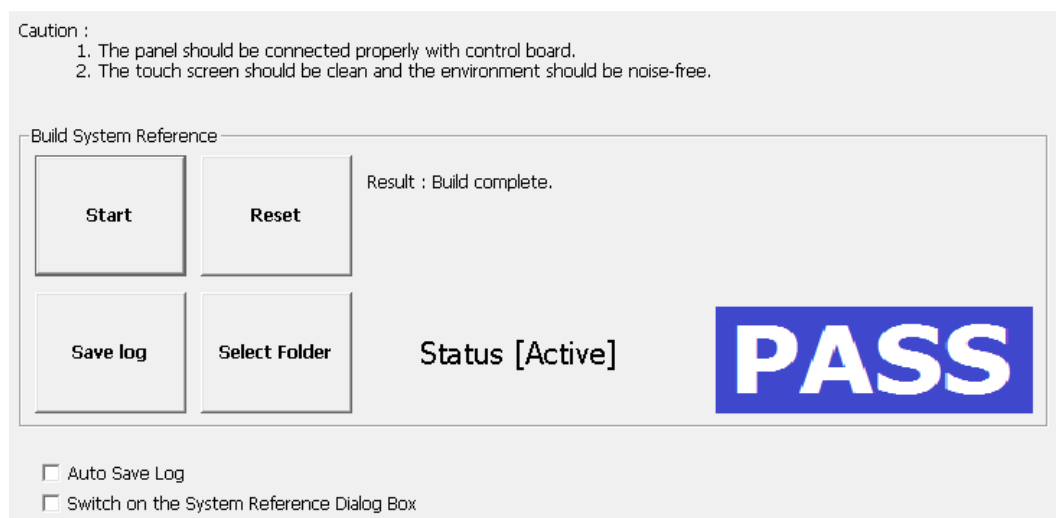 Caution :
1. The panel should be connected properly with control board.
2. The touch screen should be clean and the environment should be noise-free.
Build System Reference
Start
Reset
Result : Build complete.
Save log
Select Folder
Status [Active]
PASS
Auto Save Log
Switch on the System Reference Dialog Box